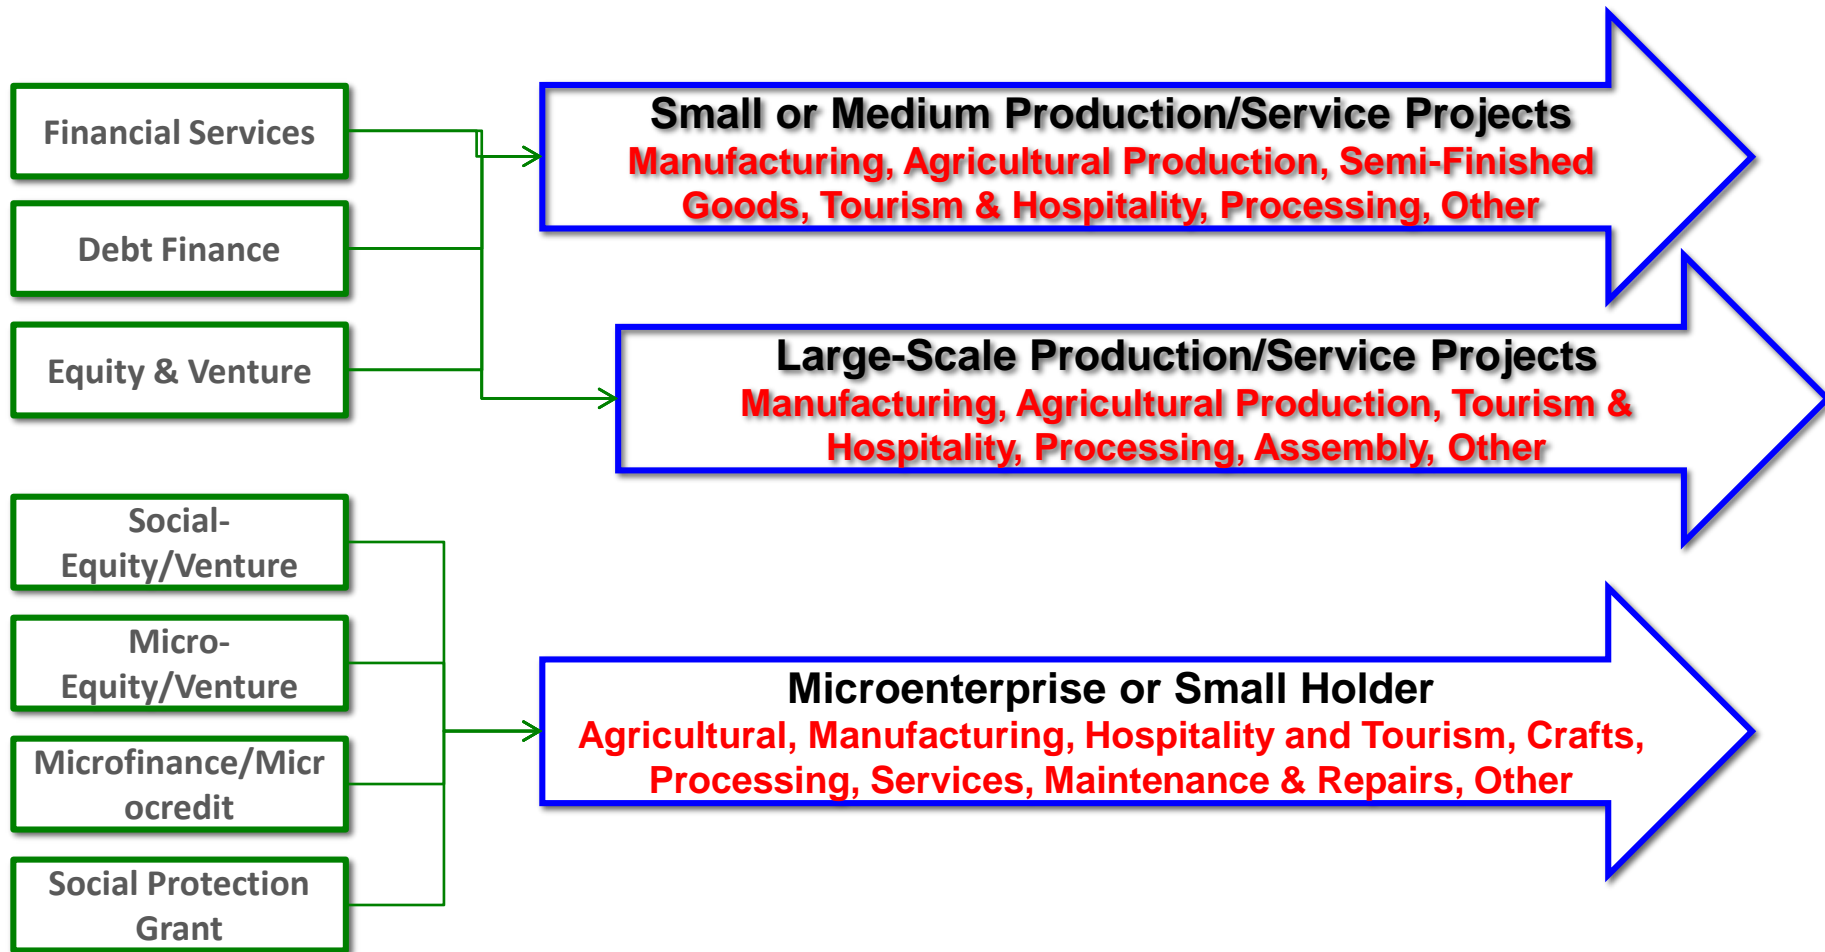 Financial Services
Debt Finance
Equity & Venture
Small or Medium Production/Service Projects
Manufacturing, Agricultural Production, Semi-Finished
Goods, Tourism & Hospitality, Processing, Other
Large-Scale Production/Service Projects
Manufacturing, Agricultural Production, Tourism &
Hospitality, Processing, Assembly, Other
Social-
Equity/Venture
Micro-
Equity/Venture
Microfinance/Micr
ocredit
Social Protection
Grant
Microenterprise or Small Holder
Agricultural, Manufacturing, Hospitality and Tourism, Crafts,
Processing, Services, Maintenance & Repairs, Other